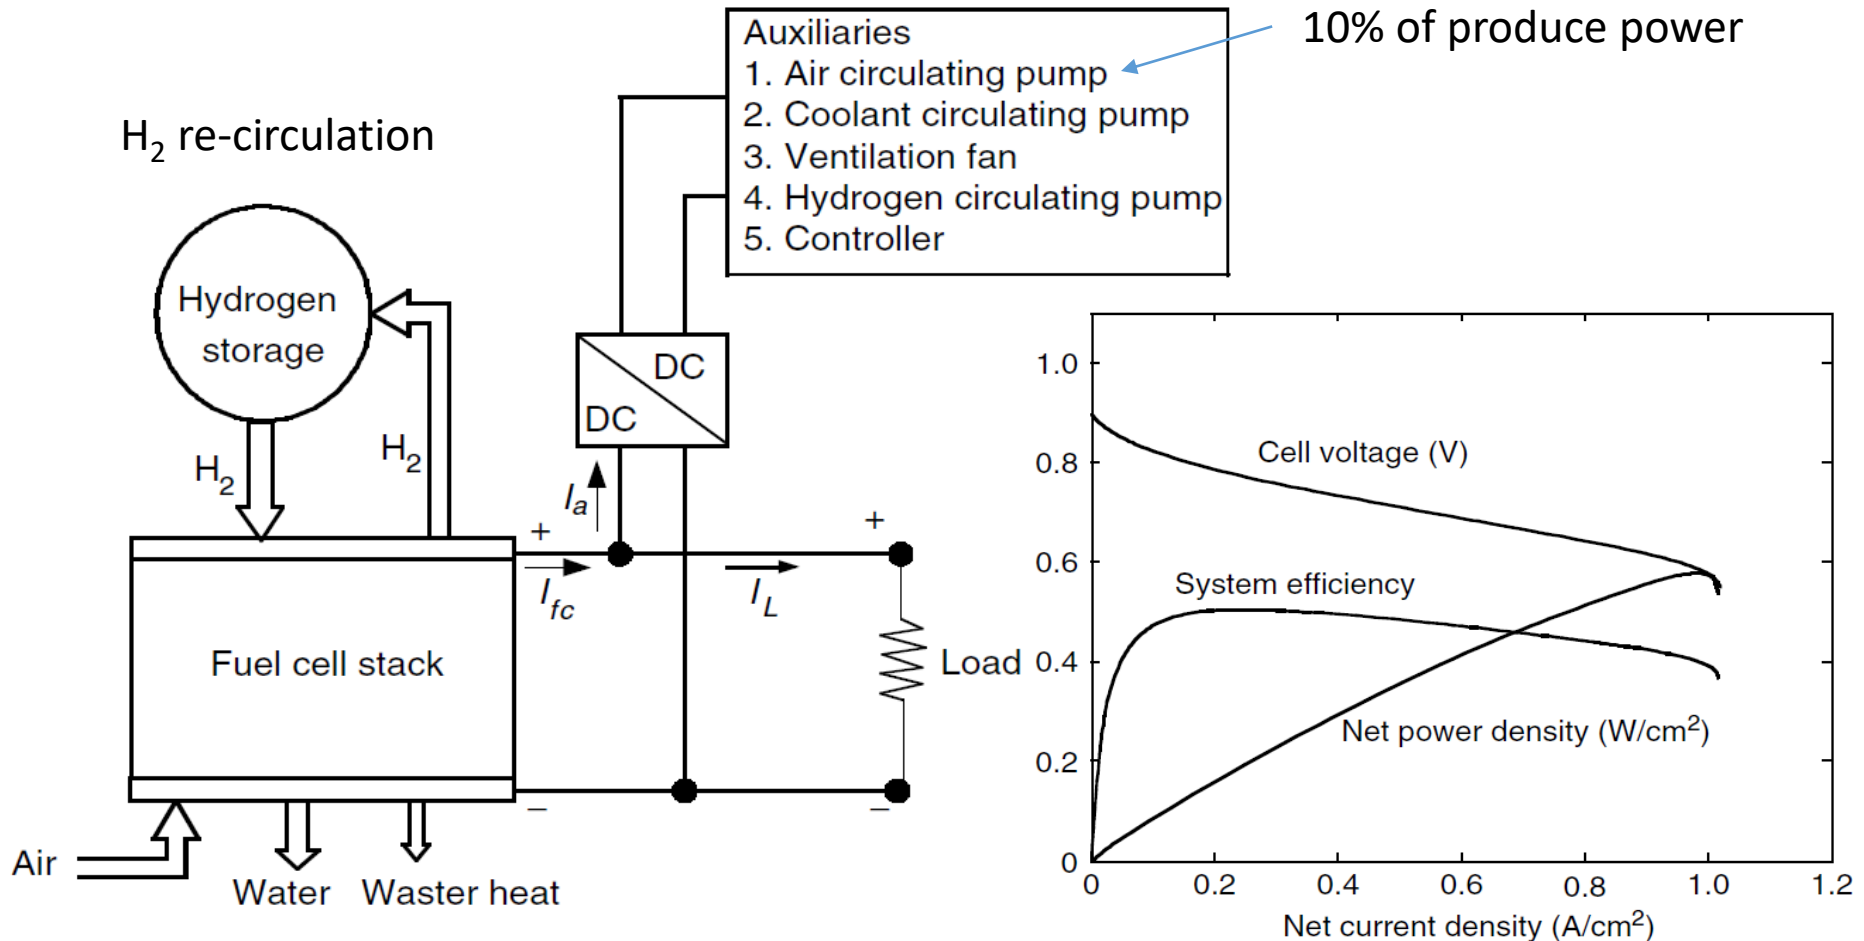 10% of produce power
Auxiliaries
1. Air circulating pump
2. Coolant circulating pump
3. Ventilation fan
4. Hydrogen circulating pump
5. Controller
H₂ re-circulation
Hydrogen
storage
H₂
H₂
DC
DC
Iₐ
+
I_fc
I_L
+
Fuel cell stack
Load
−
−
Air
Water
Waster heat
1.0
0.8
0.6
0.4
0.2
0
Cell voltage (V)
System efficiency
Net power density (W/cm²)
0
0.2
0.4
0.6
0.8
1.0
1.2
Net current density (A/cm²)